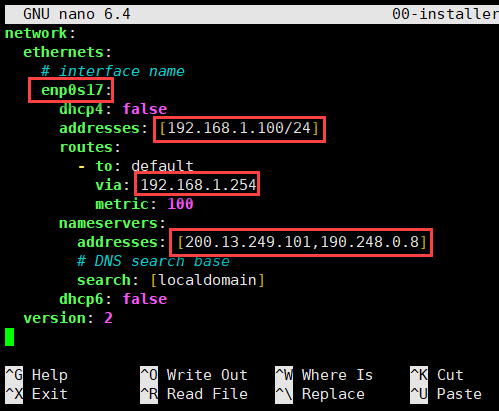 GNU nano 6.4 00-installer
network:
  ethernets:
    # interface name
    enp0s17:
      dhcp4: false
      addresses: [192.168.1.100/24]
      routes:
        - to: default
          via: 192.168.1.254
          metric: 100
      nameservers:
        addresses: [200.13.249.101,190.248.0.8]
        # DNS search base
        search: [localdomain]
      dhcp6: false
  version: 2
^G Help ^O Write Out ^W Where Is ^K Cut
^X Exit ^R Read File ^\ Replace ^U Paste